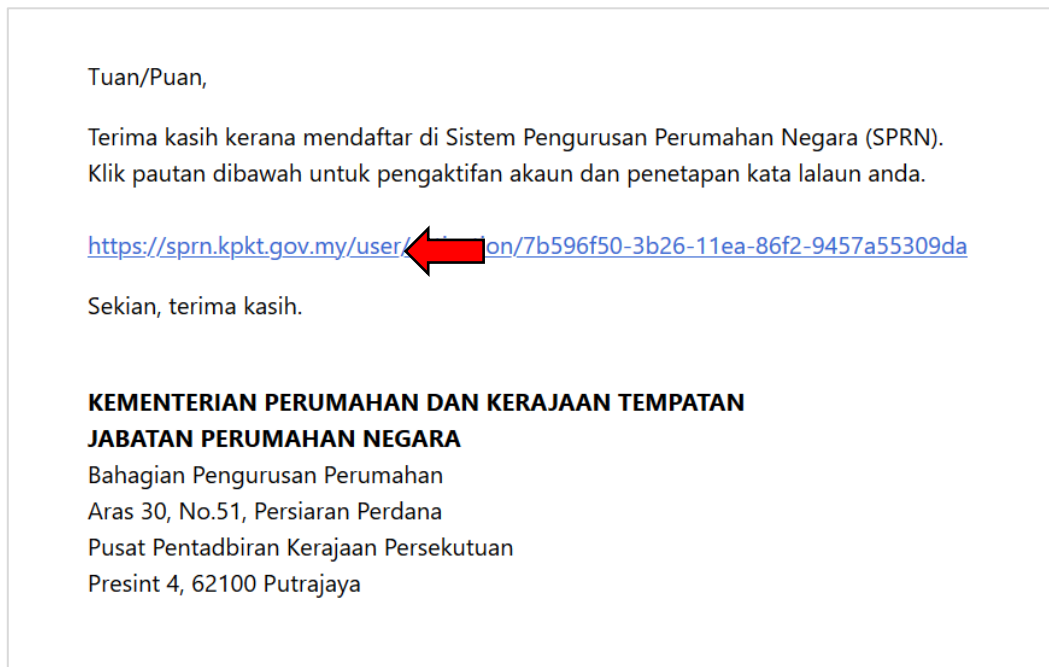 Tuan/Puan,
Terima kasih kerana mendaftar di Sistem Pengurusan Perumahan Negara (SPRN).
Klik pautan dibawah untuk pengaktifan akaun dan penetapan kata lalaun anda.
https://sprn.kpkt.gov.my/user/ on/7b596f50-3b26-11ea-86f2-9457a55309da
Sekian, terima kasih.
KEMENTERIAN PERUMAHAN DAN KERAJAAN TEMPATAN
JABATAN PERUMAHAN NEGARA
Bahagian Pengurusan Perumahan
Aras 30, No.51, Persiaran Perdana
Pusat Pentadbiran Kerajaan Persekutuan
Presint 4, 62100 Putrajaya